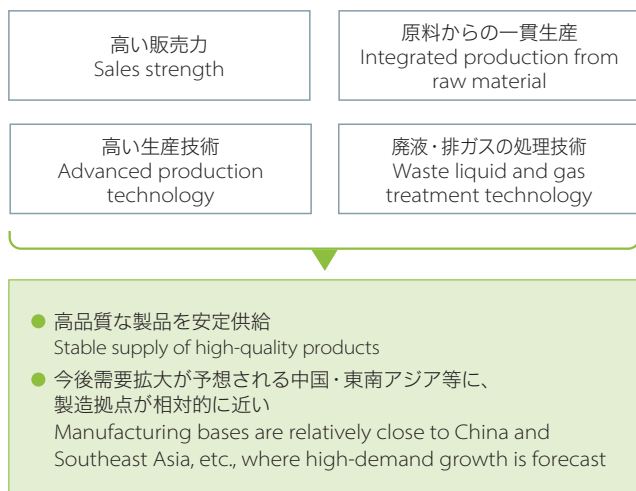 高い販売力
Sales strength
原料からの一貫生産
Integrated production from
raw material
高い生産技術
Advanced production
technology
廃液・排ガスの処理技術
Waste liquid and gas
treatment technology
● 高品質な製品を安定供給
Stable supply of high-quality products
● 今後需要拡大が予想される中国・東南アジア等に、
製造拠点が相対的に近い
Manufacturing bases are relatively close to China and
Southeast Asia, etc., where high-demand growth is forecast